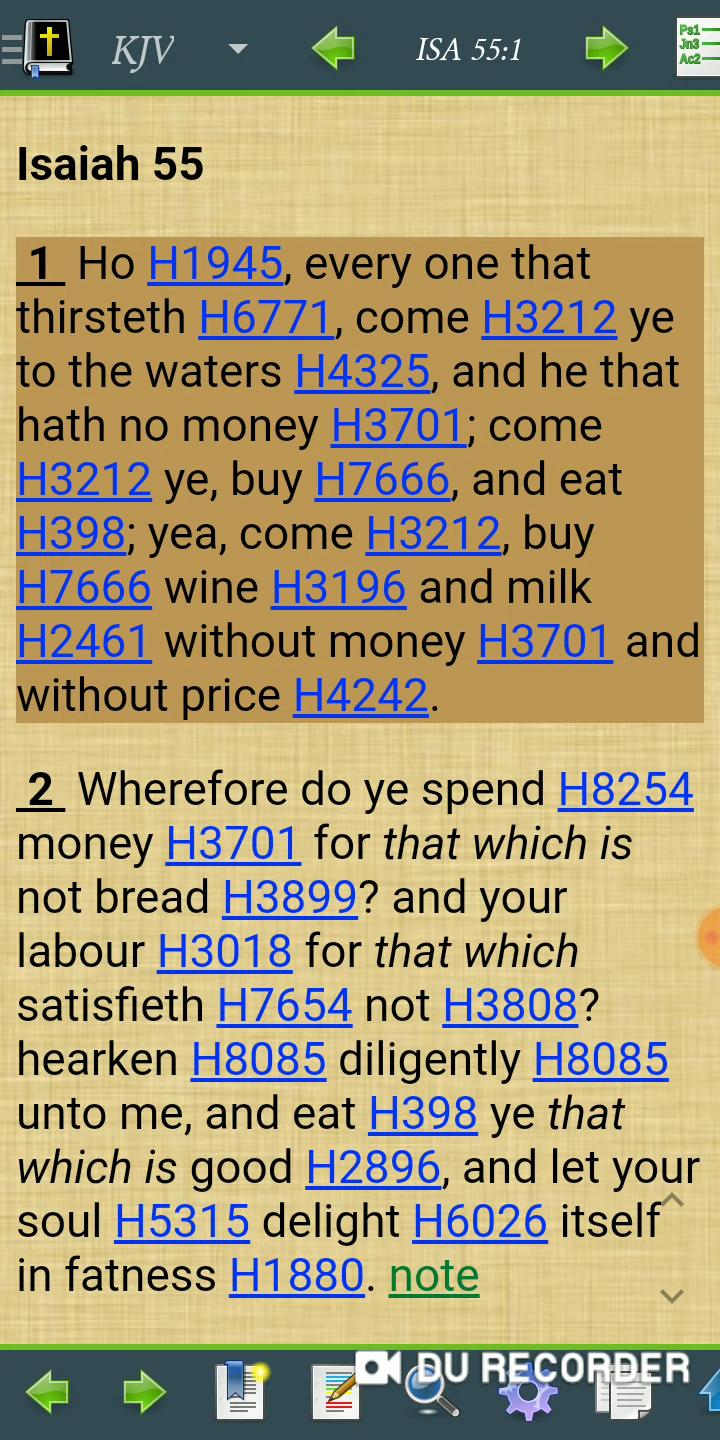 KJV
ISA 55:1
Ps1
Jn3
Ac2
Isaiah 55
1 Ho H1945, every one that
thirsteth H6771, come H3212 ye
to the waters H4325, and he that
hath no money H3701; come
H3212 ye, buy H7666, and eat
H398; yea, come H3212, buy
H7666 wine H3196 and milk
H2461 without money H3701 and
without price H4242.
2 Wherefore do ye spend H8254
money H3701 for that which is
not bread H3899? and your
labour H3018 for that which
satisfieth H7654 not H3808?
hearken H8085 diligently H8085
unto me, and eat H398 ye that
which is good H2896, and let your
soul H5315 delight H6026 itself
in fatness H1880. note
DU RECORDER